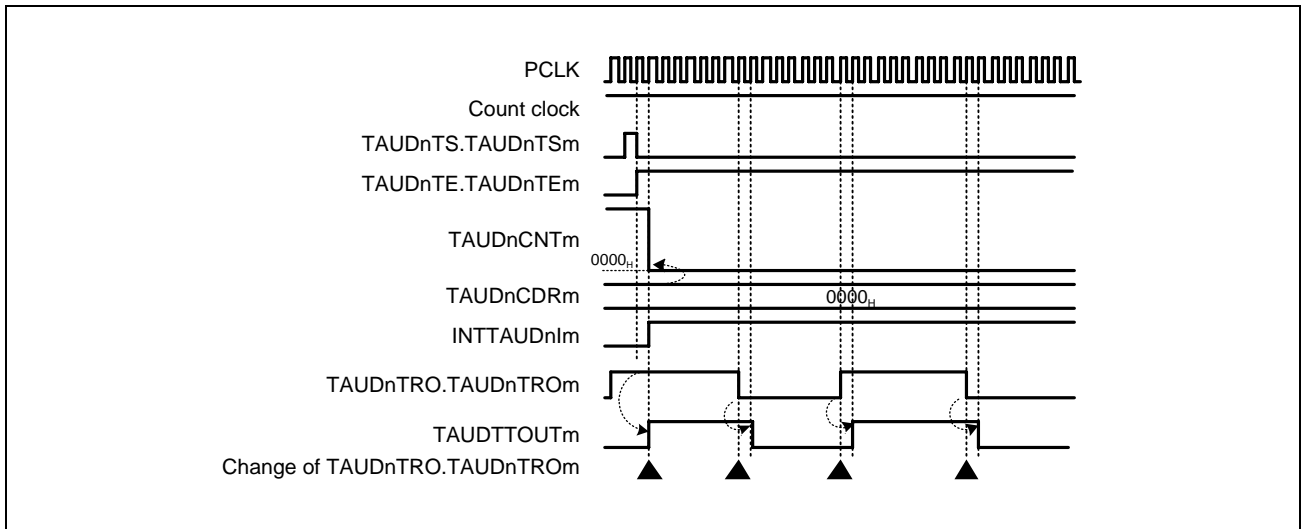 PCLK
Count clock
TAUDnTS.TAUDnTSm
TAUDnTE.TAUDnTEm
TAUDnCNTm
0000H
TAUDnCDRm
0000H
INTTAUDnIm
TAUDnTRO.TAUDnTROm
TAUDTTOUTm
Change of TAUDnTRO.TAUDnTROm